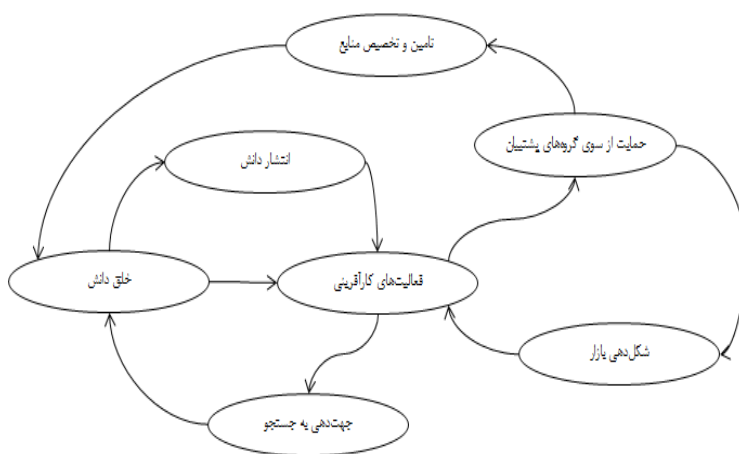 تامین و تخصیص منابع
حمایت از سوی گروه‌های پشتیبان
انتشار دانش
خلق دانش
فعالیت‌های کارآفرینی
شکل‌دهی بازار
جهت‌دهی به جستجو